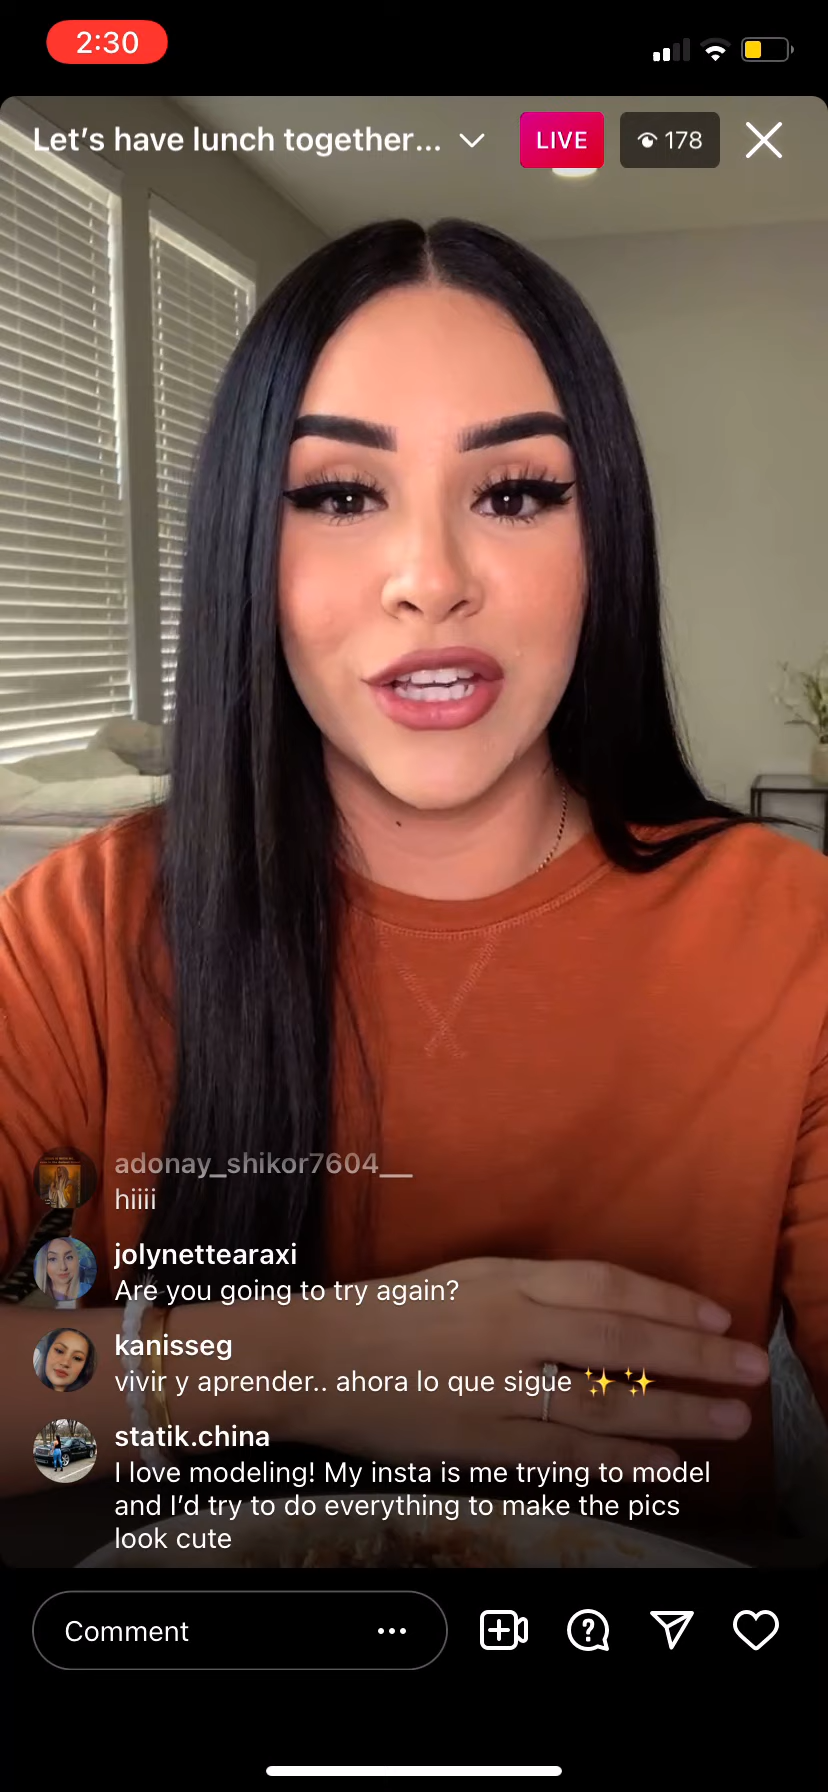 2:30
Let’s have lunch together...
LIVE
178
adonay_shikor7604__
hiiii
jolynettearaxi
Are you going to try again?
kanisseg
vivir y aprender.. ahora lo que sigue ✨ ✨
statik.china
I love modeling! My insta is me trying to model
and I’d try to do everything to make the pics
look cute
Comment